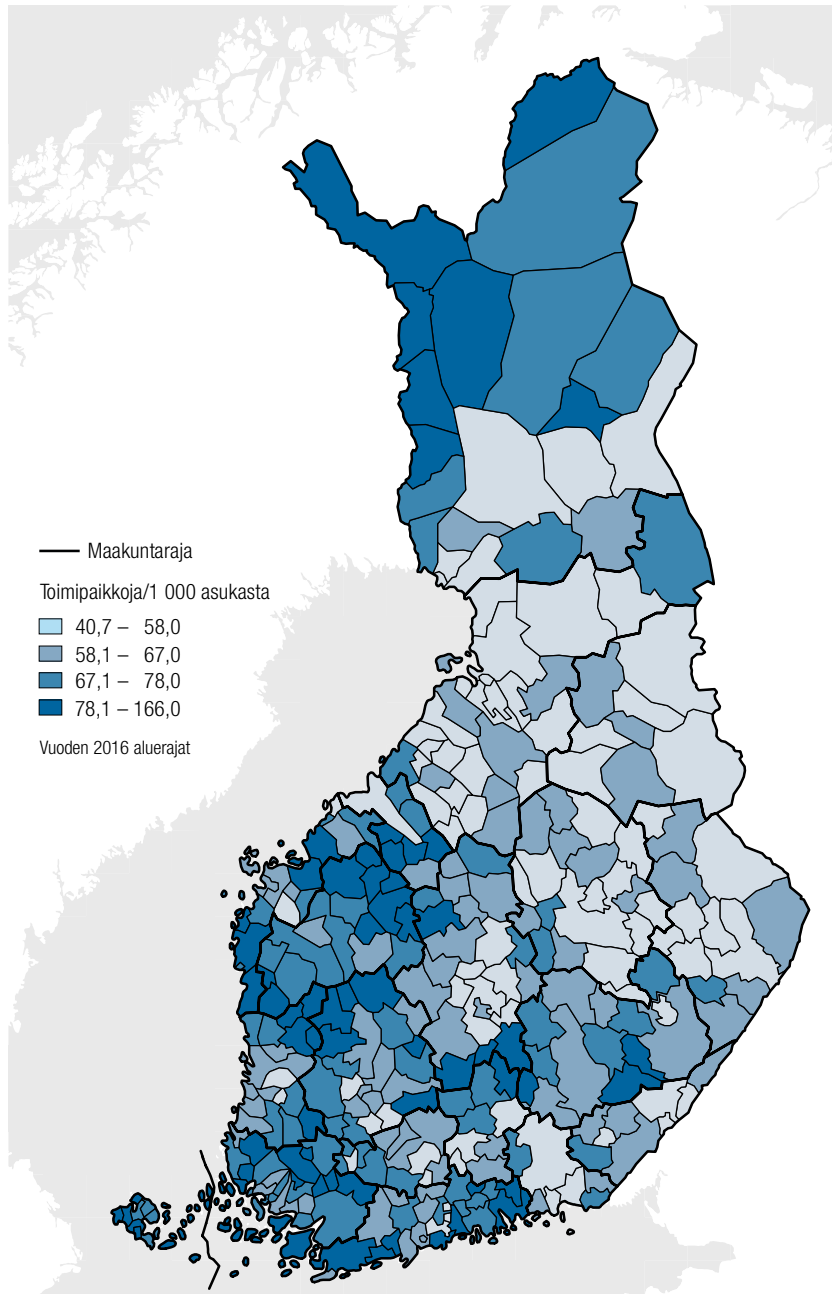 Maakuntaraja
Toimipaikkoja/1 000 asukasta
40,7 – 58,0
58,1 – 67,0
67,1 – 78,0
78,1 – 166,0
Vuoden 2016 aluerajat